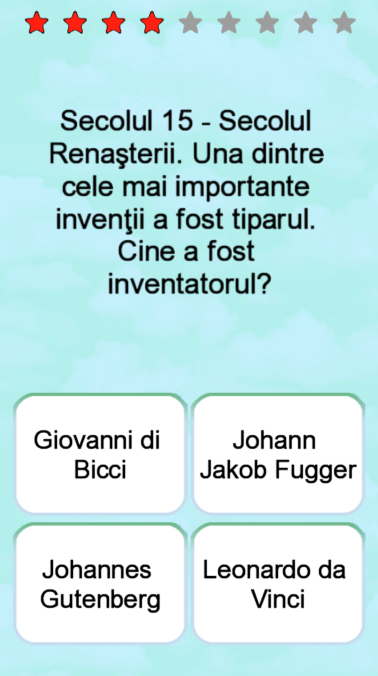 Secolul 15 - Secolul
Renaşterii. Una dintre
cele mai importante
invenţii a fost tiparul.
Cine a fost
inventatorul?
Giovanni di
Bicci
Johann
Jakob Fugger
Johannes
Gutenberg
Leonardo da
Vinci